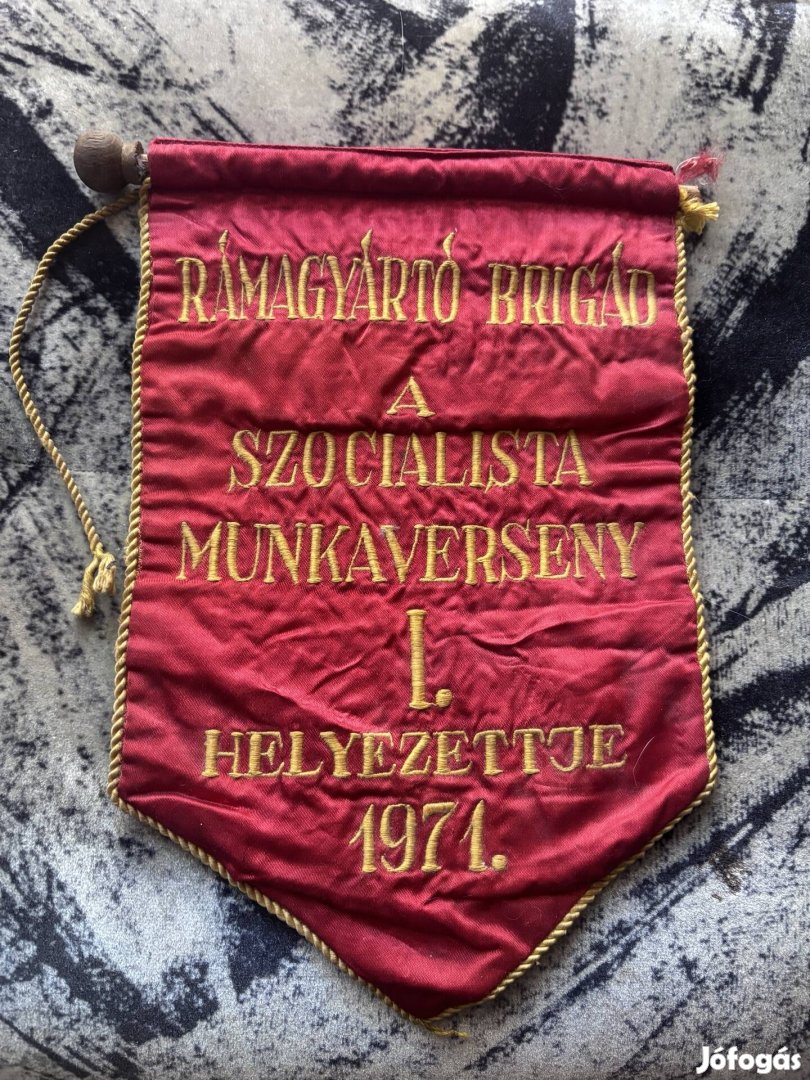 RÁMAGYÁRTÓ BRIGÁD
A
SZOCIALISTA
MUNKAVERSENY
I.
HELYEZETTJE
1971.
Jófogás